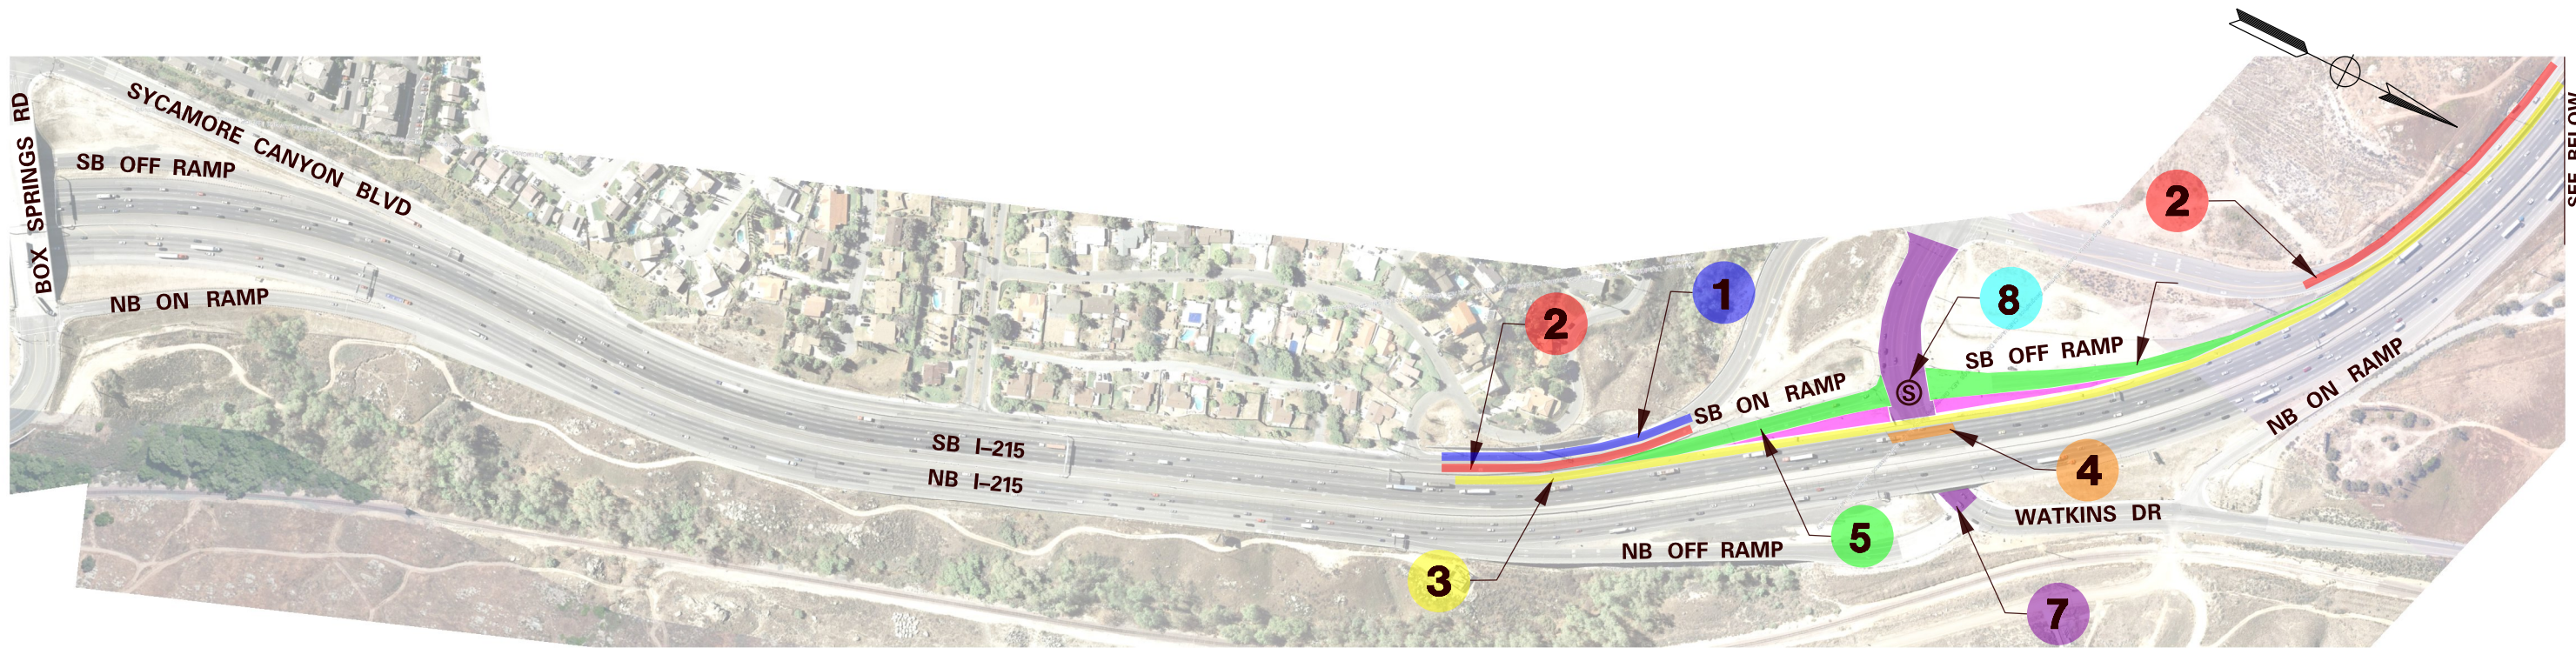 BOX SPRINGS RD
SYCAMORE CANYON BLVD
SB OFF RAMP
NB ON RAMP
SB I-215
NB I-215
2
1
3
SB ON RAMP
8
S
SB OFF RAMP
2
NB ON RAMP
4
5
WATKINS DR
NB OFF RAMP
7
SEE BELOW